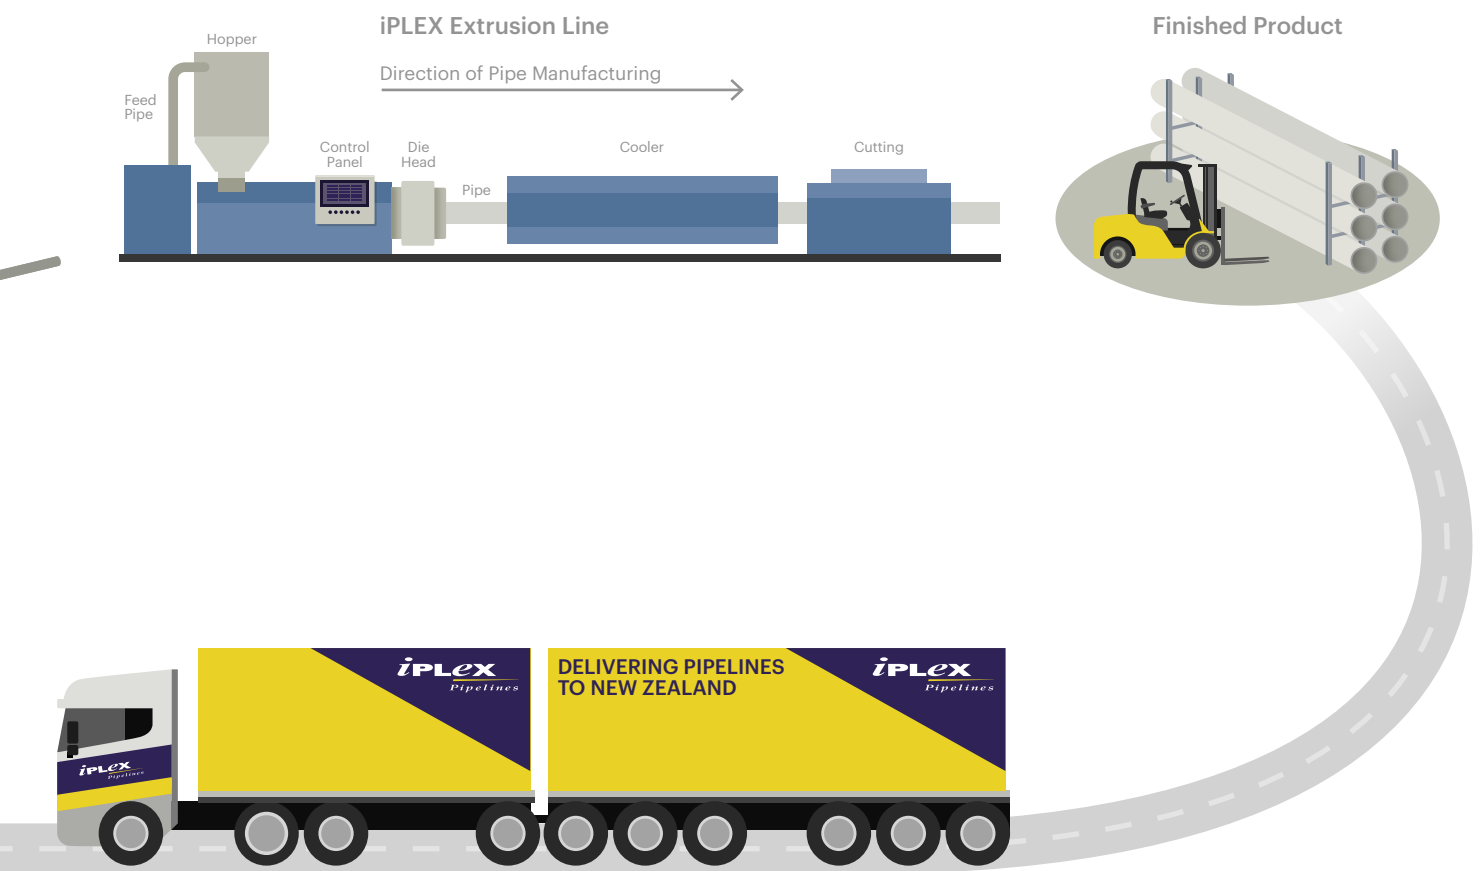 iPLEX Extrusion Line
Finished Product
Hopper
Direction of Pipe Manufacturing
Feed
Pipe
Control
Panel
Die
Head
Cooler
Cutting
Pipe
iPLEX
Pipelines
DELIVERING PIPELINES
TO NEW ZEALAND
iPLEX
Pipelines
iPLEX
Pipelines